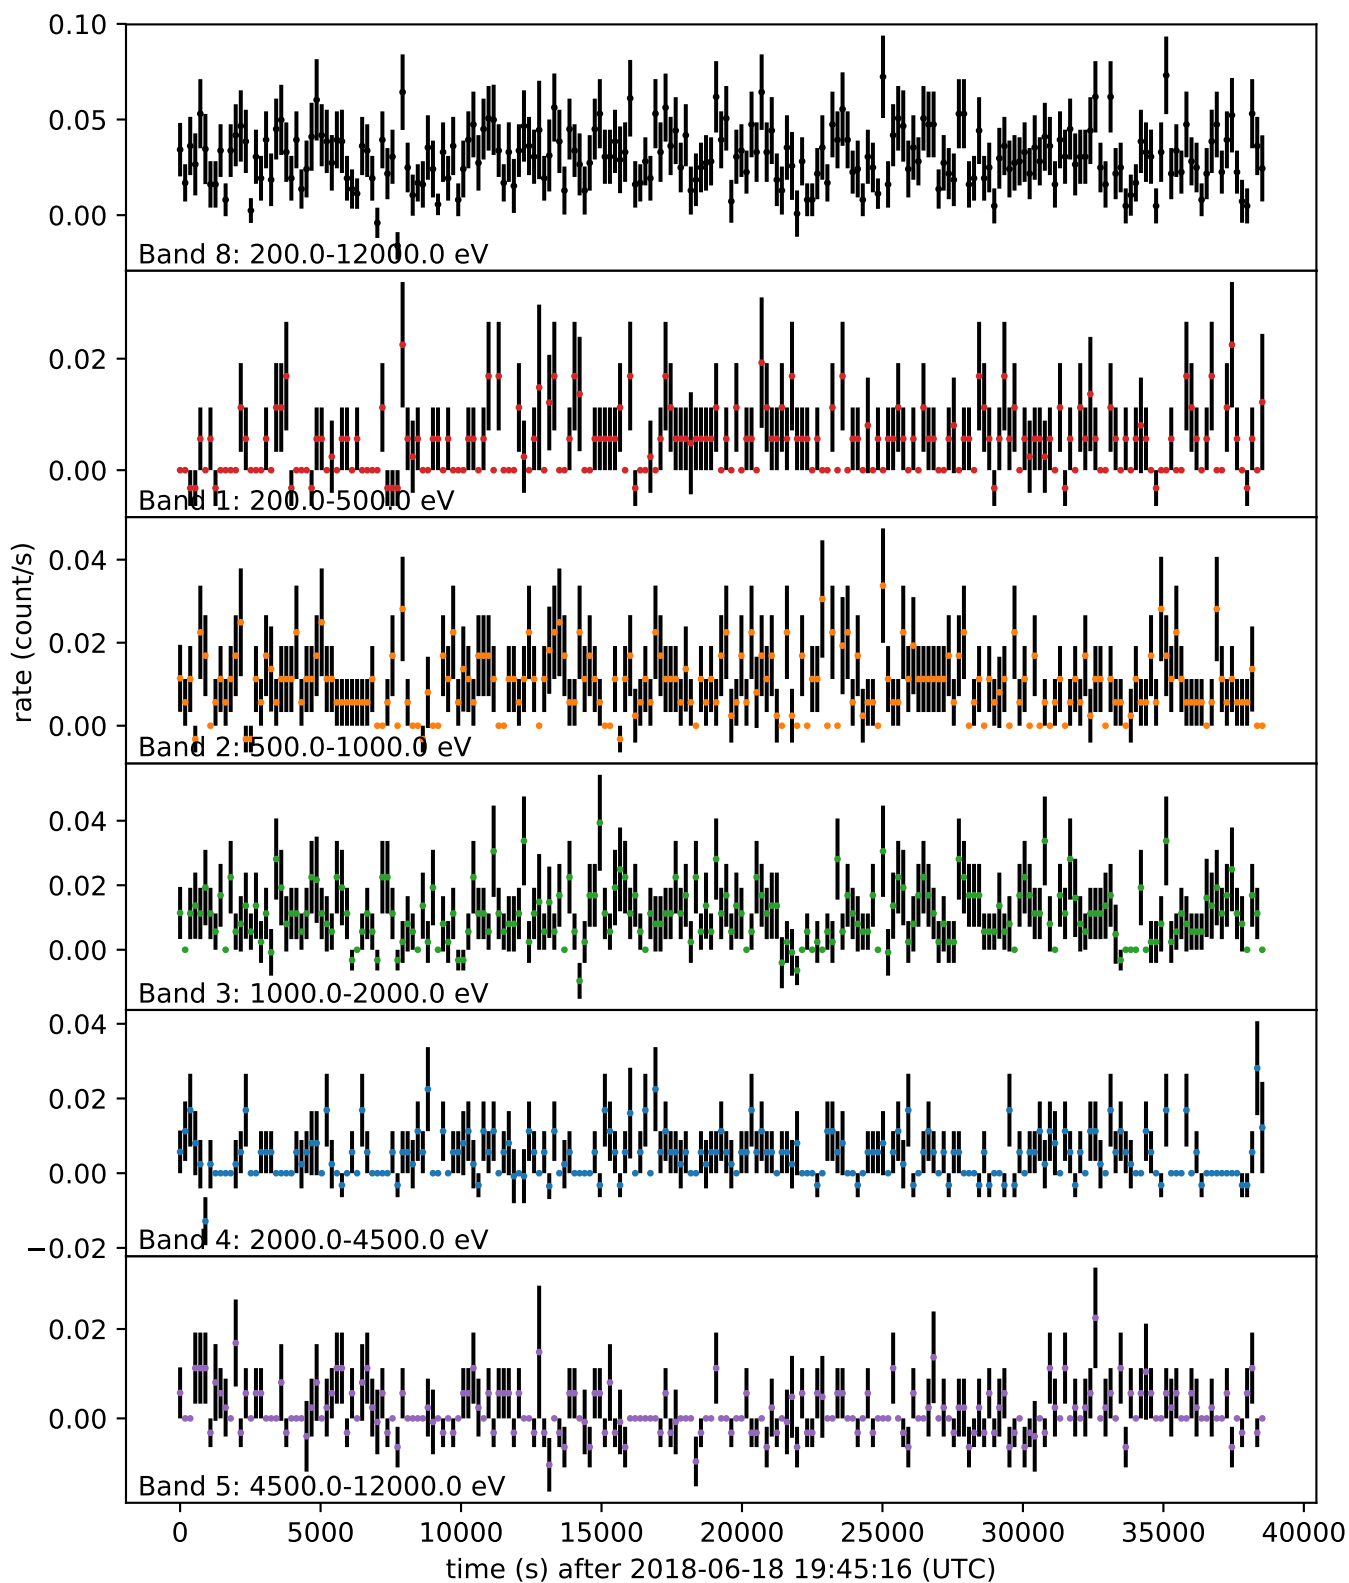 0.10
0.05
0.00
Band 8: 200.0-12000.0 eV
0.02
0.00
Band 1: 200.0-500.0 eV
0.04
0.02
0.00
Band 2: 500.0-1000.0 eV
rate (count/s)
0.04
0.02
0.00
Band 3: 1000.0-2000.0 eV
0.04
0.02
0.00
−0.02
Band 4: 2000.0-4500.0 eV
0.02
0.00
Band 5: 4500.0-12000.0 eV
0 5000 10000 15000 20000 25000 30000 35000 40000
time (s) after 2018-06-18 19:45:16 (UTC)